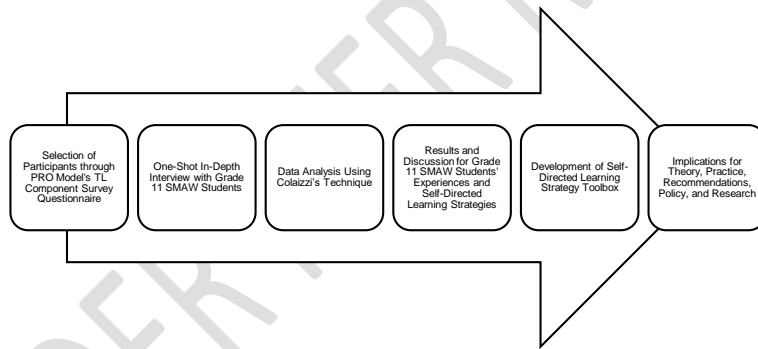 Selection of
Participants through
PRO Model's TL
Component Survey
Questionnaire
One-Shot In-Depth
Interview with Grade
11 SMAW Students
Data Analysis Using
Colaizzi's Technique
Results and
Discussion for Grade
11 SMAW Students'
Experiences and
Self-Directed
Learning Strategies
Development of Self-
Directed Learning
Strategy Toolbox
Implications for
Theory, Practice,
Recommendations,
Policy, and Research